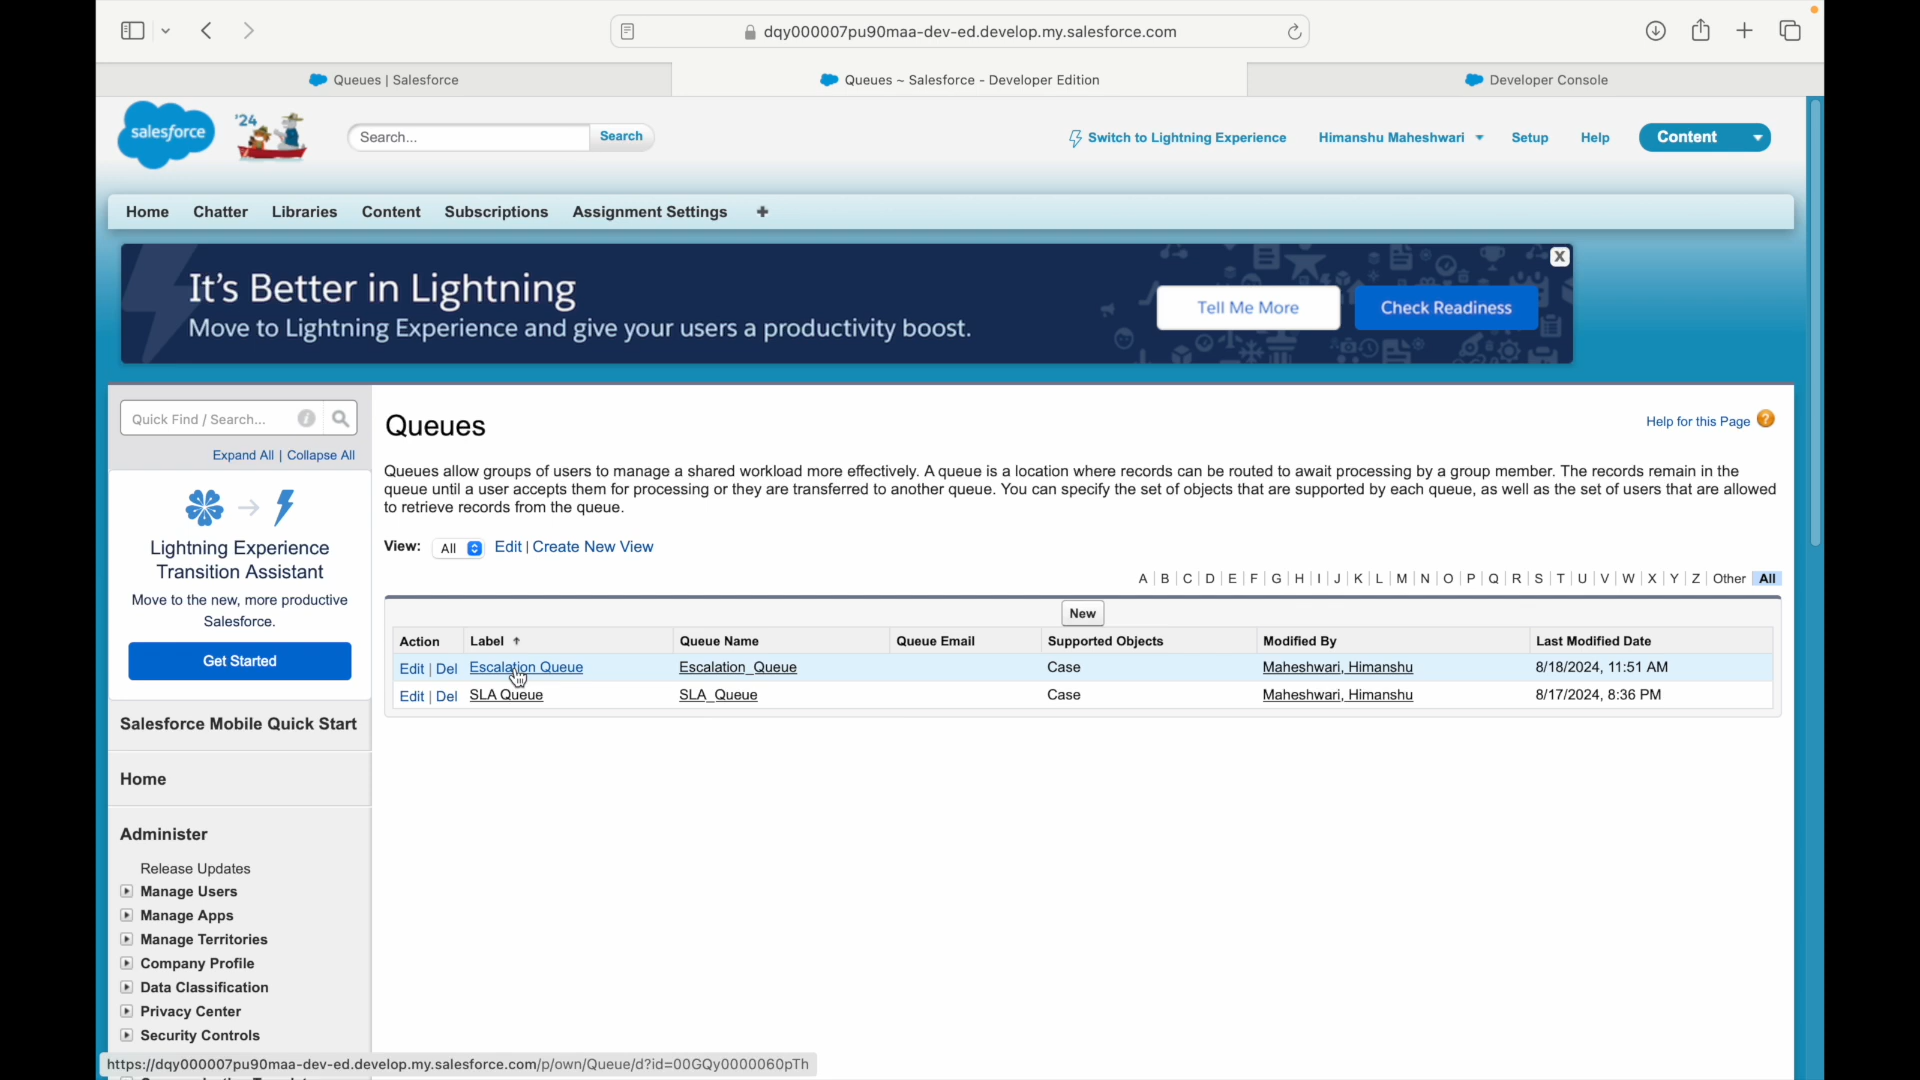 dqy000007pu90maa-dev-ed.develop.my.salesforce.com
Queues | Salesforce
Queues ~ Salesforce - Developer Edition
Developer Console
salesforce
'24
Search...
Search
Switch to Lightning Experience
Himanshu Maheshwari
Setup
Help
Content
Home
Chatter
Libraries
Content
Subscriptions
Assignment Settings
+
It's Better in Lightning
Move to Lightning Experience and give your users a productivity boost.
Tell Me More
Check Readiness
X
Quick Find / Search...
Expand All | Collapse All
Lightning Experience
Transition Assistant
Move to the new, more productive
Salesforce.
Get Started
Salesforce Mobile Quick Start
Home
Administer
Release Updates
Manage Users
Manage Apps
Manage Territories
Company Profile
Data Classification
Privacy Center
Security Controls
Queues
Help for this Page ?
Queues allow groups of users to manage a shared workload more effectively. A queue is a location where records can be routed to await processing by a group member. The records remain in the
queue until a user accepts them for processing or they are transferred to another queue. You can specify the set of objects that are supported by each queue, as well as the set of users that are allowed
to retrieve records from the queue.
View: All Edit | Create New View
A | B | C | D | E | F | G | H | I | J | K | L | M | N | O | P | Q | R | S | T | U | V | W | X | Y | Z | Other All
New
Action Label Queue Name Queue Email Supported Objects Modified By Last Modified Date
Edit | Del Escalation Queue Escalation_Queue Case Maheshwari, Himanshu 8/18/2024, 11:51 AM
Edit | Del SLA Queue SLA_Queue Case Maheshwari, Himanshu 8/17/2024, 8:36 PM
https://dqy000007pu90maa-dev-ed.develop.my.salesforce.com/p/own/Queue/d?id=00GQy0000060pTh